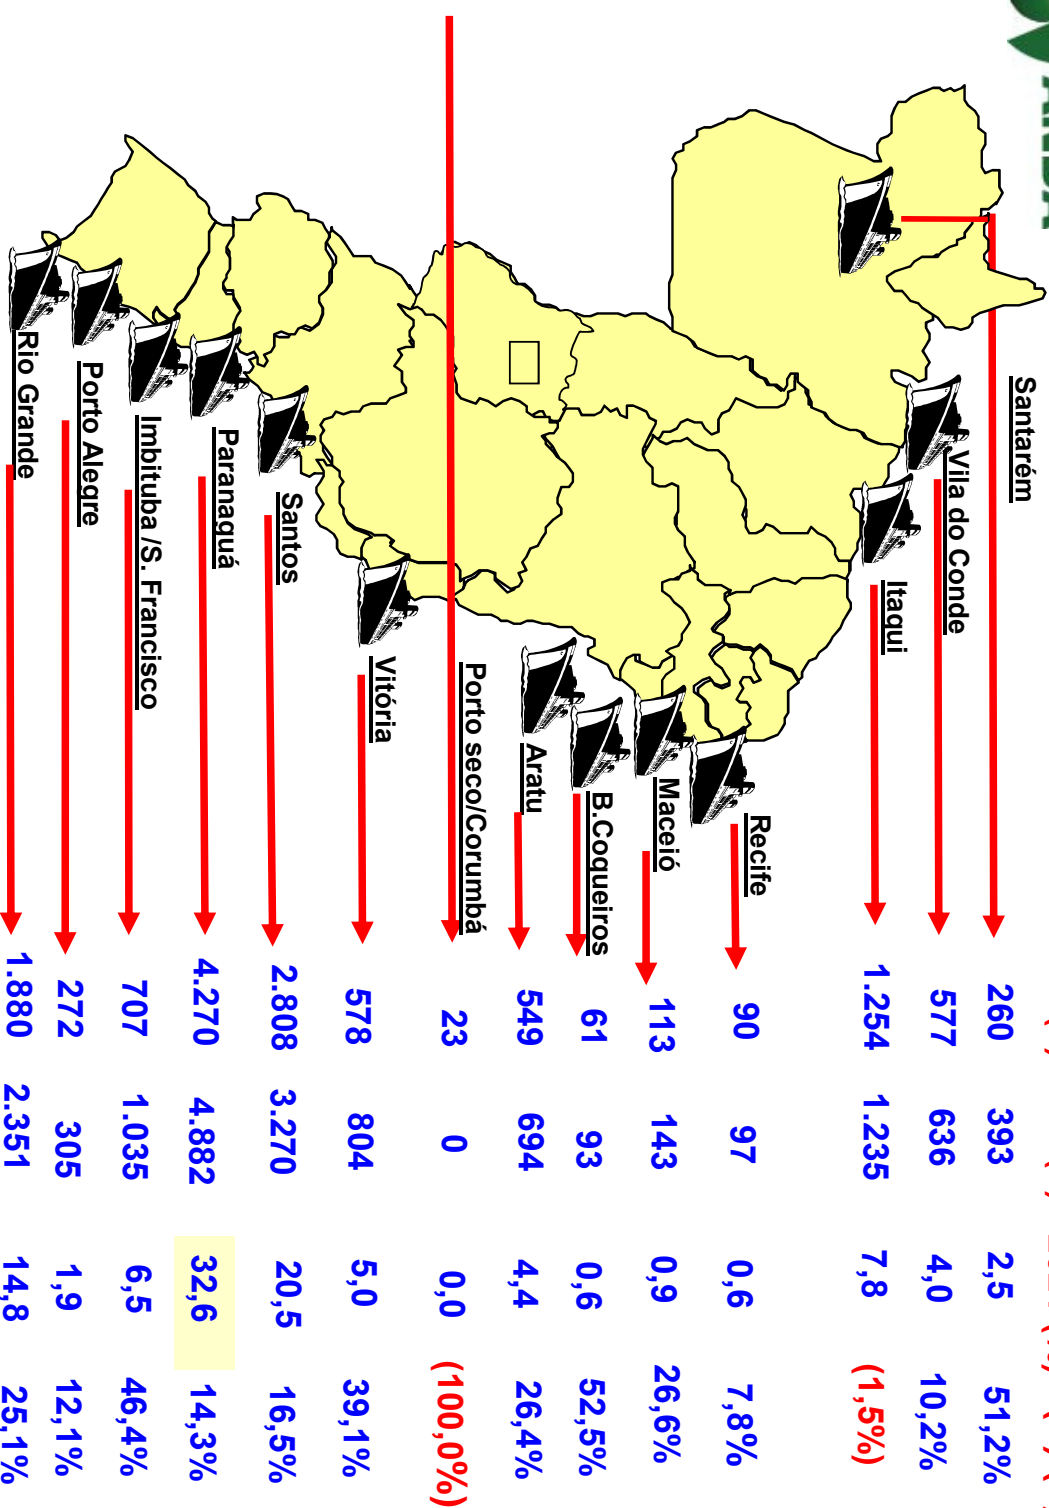 ANDA
Santarém 260 393 2,5 51,2%
Vila do Conde 577 636 4,0 10,2%
Itaqui 1.254 1.235 7,8 (1,5%)
Recife 90 97 0,6 7,8%
Maceió 113 143 0,9 26,6%
B.Coqueiros 61 93 0,6 52,5%
Aratu 549 694 4,4 26,4%
Porto seco/Corumbá 23 0 0,0 (100,0%)
Vitória 578 804 5,0 39,1%
Santos 2.808 3.270 20,5 16,5%
Paranaguá 4.270 4.882 32,6 14,3%
Imbituba /S. Francisco 707 1.035 6,5 46,4%
Porto Alegre 272 305 1,9 12,1%
Rio Grande 1.880 2.351 14,8 25,1%